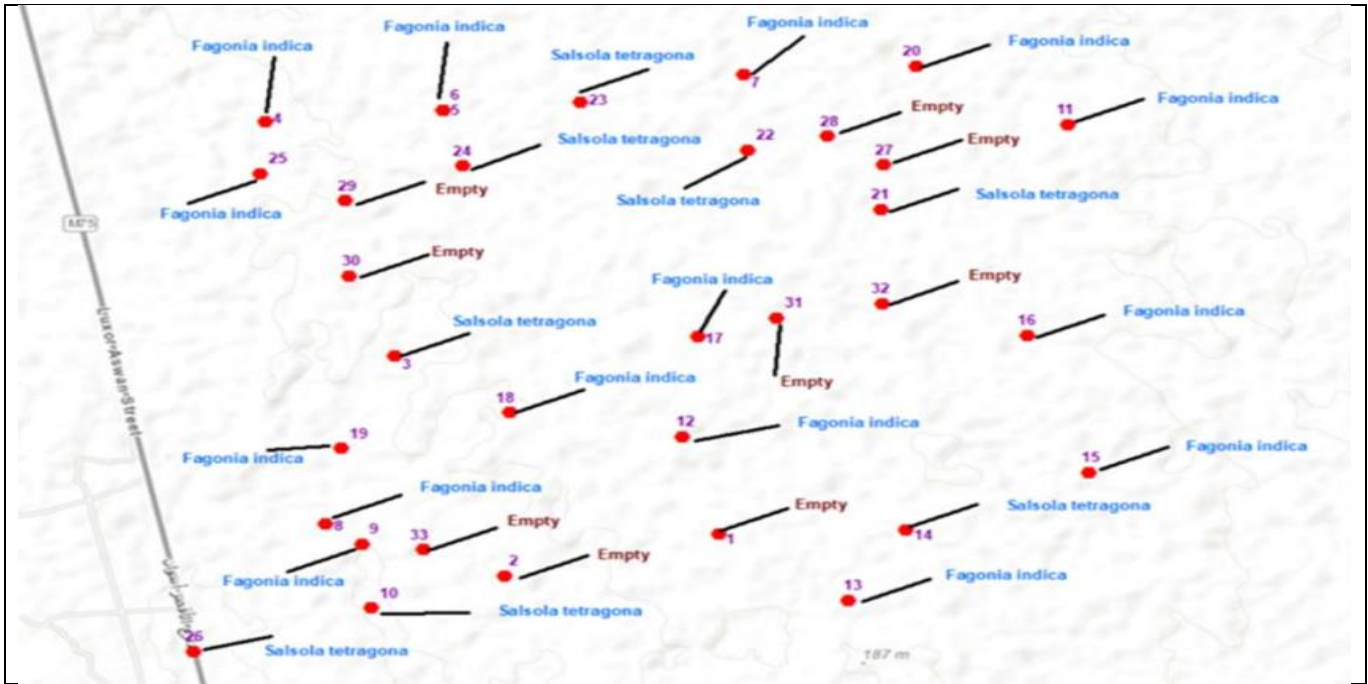 Fagonia indica
Fagonia indica
Fagonia indica
Fagonia indica
Salsola tetragona
20
7
6
5
23
4
11
Fagonia indica
28
Empty
22
24
Salsola tetragona
27
Empty
25
29
Empty
Fagonia indica
Salsola tetragona
21
Salsola tetragona
M75
30
Empty
Fagonia indica
31
32
Empty
16
Fagonia indica
Luxor-Aswan-Street
3
Salsola tetragona
17
Empty
18
Fagonia indica
12
Fagonia indica
19
Fagonia indica
15
Fagonia indica
8
Fagonia indica
9
33
Empty
1
Empty
14
Salsola tetragona
2
Empty
Fagonia indica
13
Fagonia indica
10
Salsola tetragona
26
Salsola tetragona
187 m